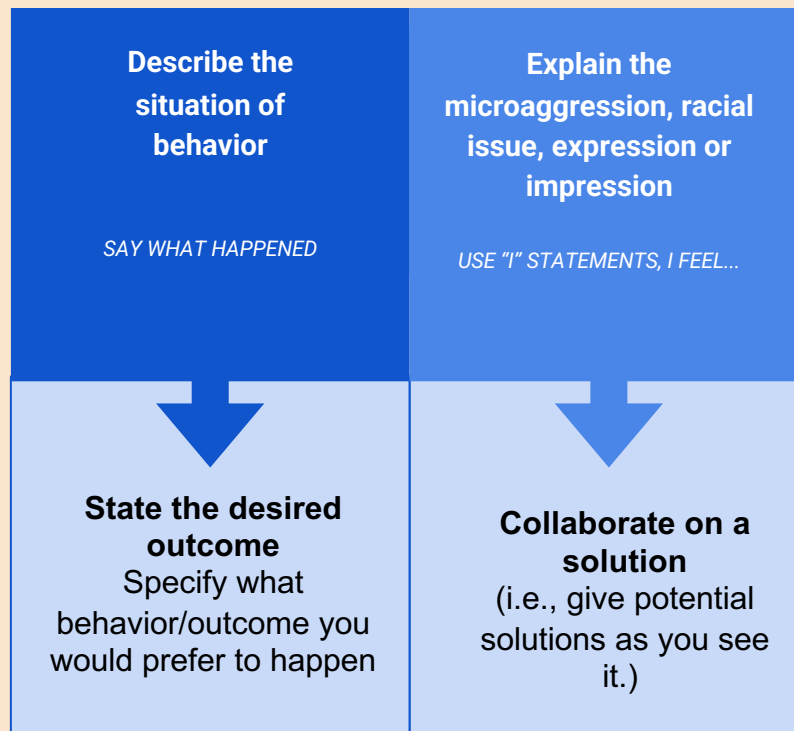 Describe the
situation of
behavior
SAY WHAT HAPPENED
Explain the
microaggression, racial
issue, expression or
impression
USE "I" STATEMENTS, I FEEL...
State the desired
outcome
Specify what
behavior/outcome you
would prefer to happen
Collaborate on a
solution
(i.e., give potential
solutions as you see
it.)